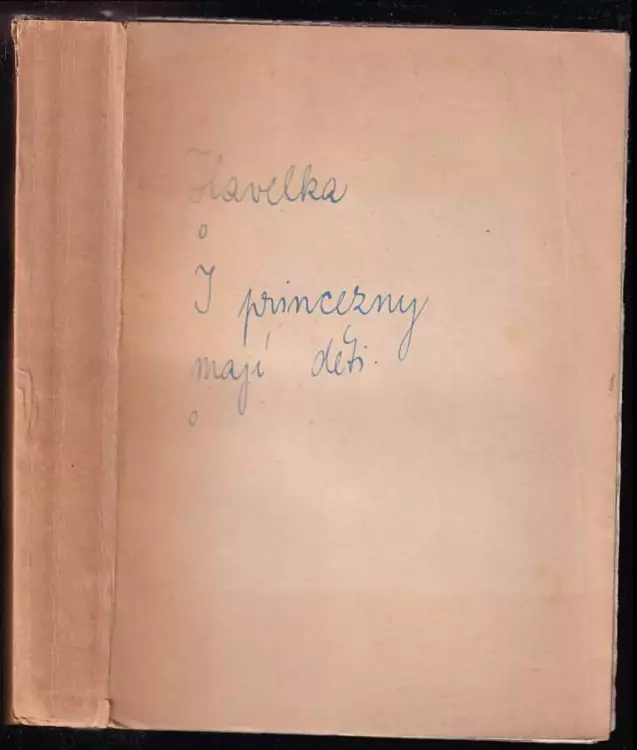 Havelka
o
I princezny
mají děti.
o